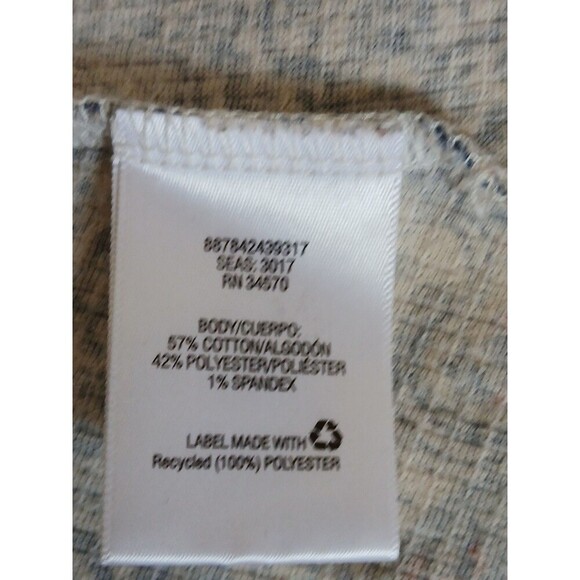 887842439317
SEAS: 3017
RN 34570
BODY/CUERPO:
57% COTTON/ALGODÓN
42% POLYESTER/POLIÉSTER
1% SPANDEX
LABEL MADE WITH
Recycled (100%) POLYESTER